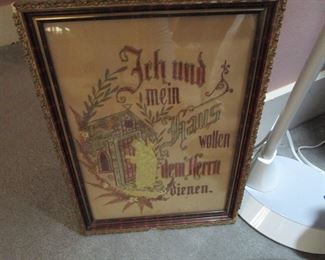 Ich und
mein
Haus
wollen
dem Herrn
dienen.